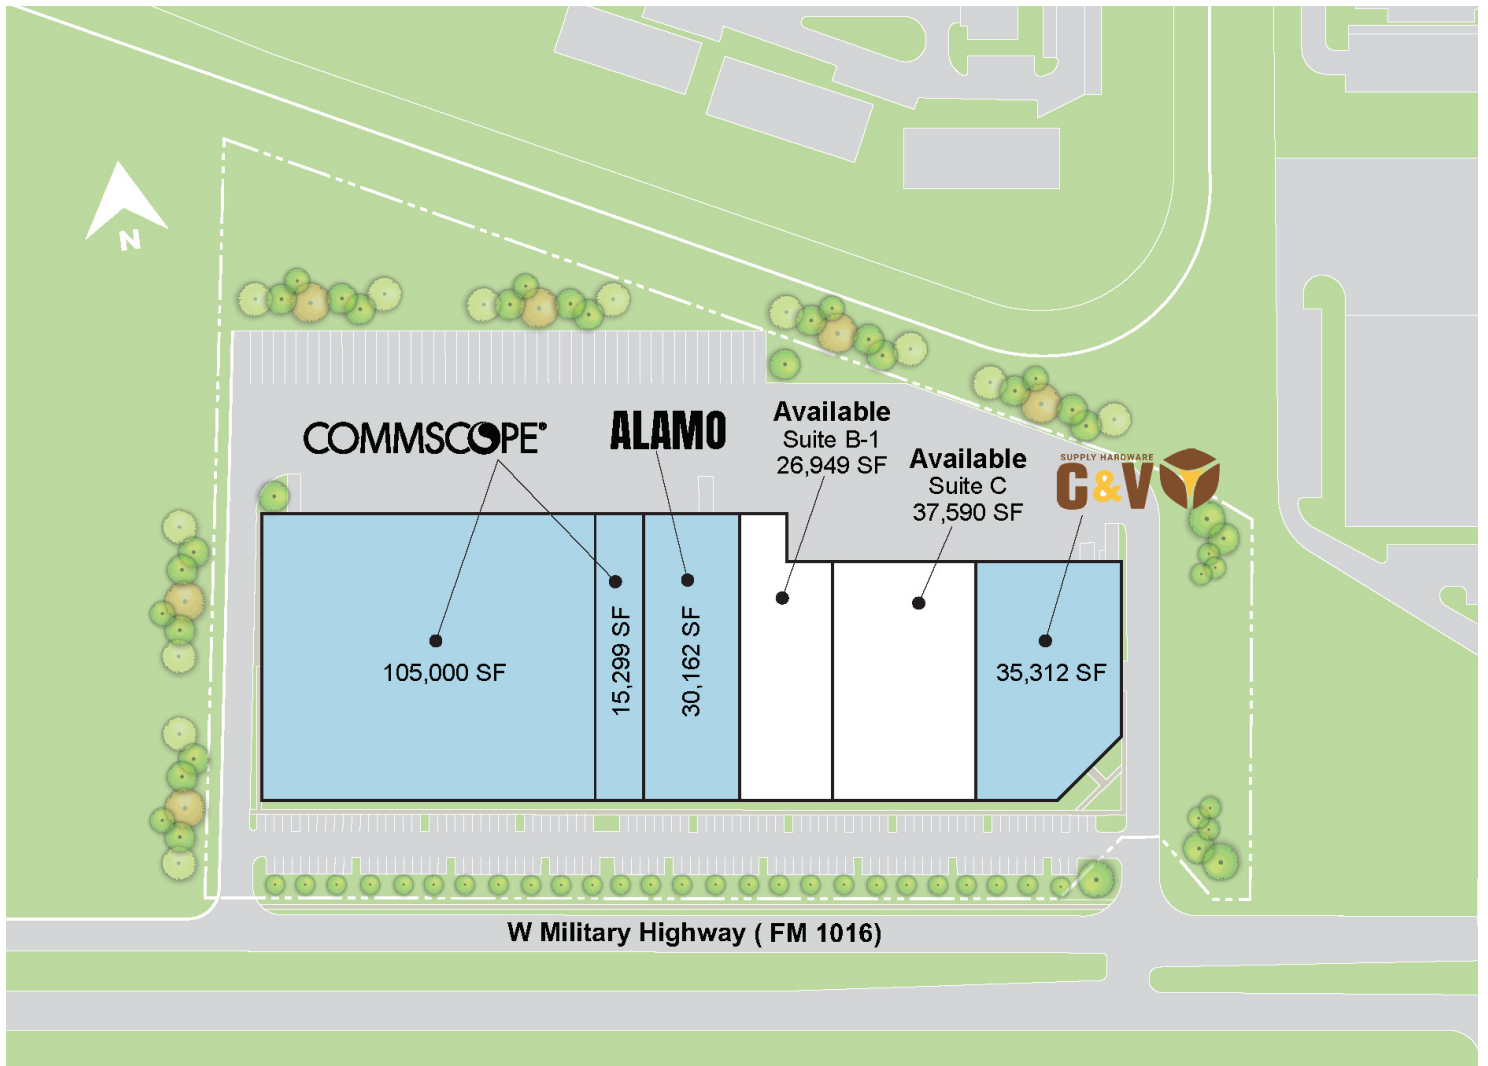 N
COMMSCOPE®
ALAMO
Available
Suite B-1
26,949 SF
Available
Suite C
37,590 SF
SUPPLY HARDWARE
C&V
105,000 SF
15,299 SF
30,162 SF
35,312 SF
W Military Highway ( FM 1016)